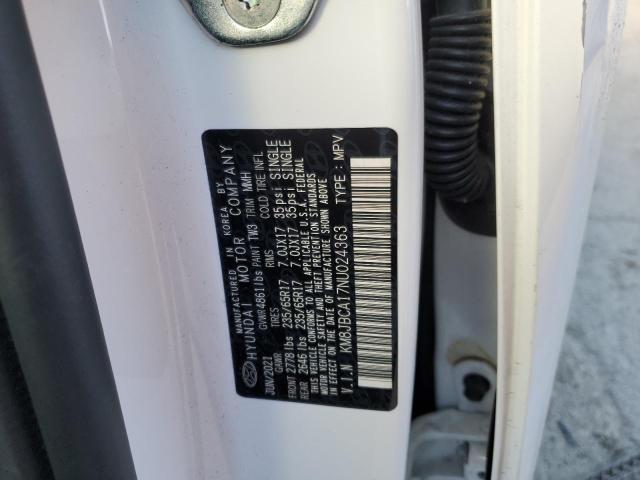 MANUFACTURED IN KOREA BY
HYUNDAI MOTOR COMPANY
JUN/2021 GVWR4861lbs PAINT TW3 TRIM MMH
GAWR TIRES RIMS COLD TIRE INFL
FRONT 2778lbs 235/65R17 7.0JX17 35psi SINGLE
REAR 2646lbs 235/65R17 7.0JX17 35psi SINGLE
THIS VEHICLE CONFORMS TO ALL APPLICABLE U.S.A. FEDERAL
MOTOR VEHICLE SAFETY AND THEFT PREVENTION STANDARDS
IN EFFECT ON THE DATE OF MANUFACTURE SHOWN ABOVE
V.I.N KM8JBCA17NU024363 TYPE : MPV